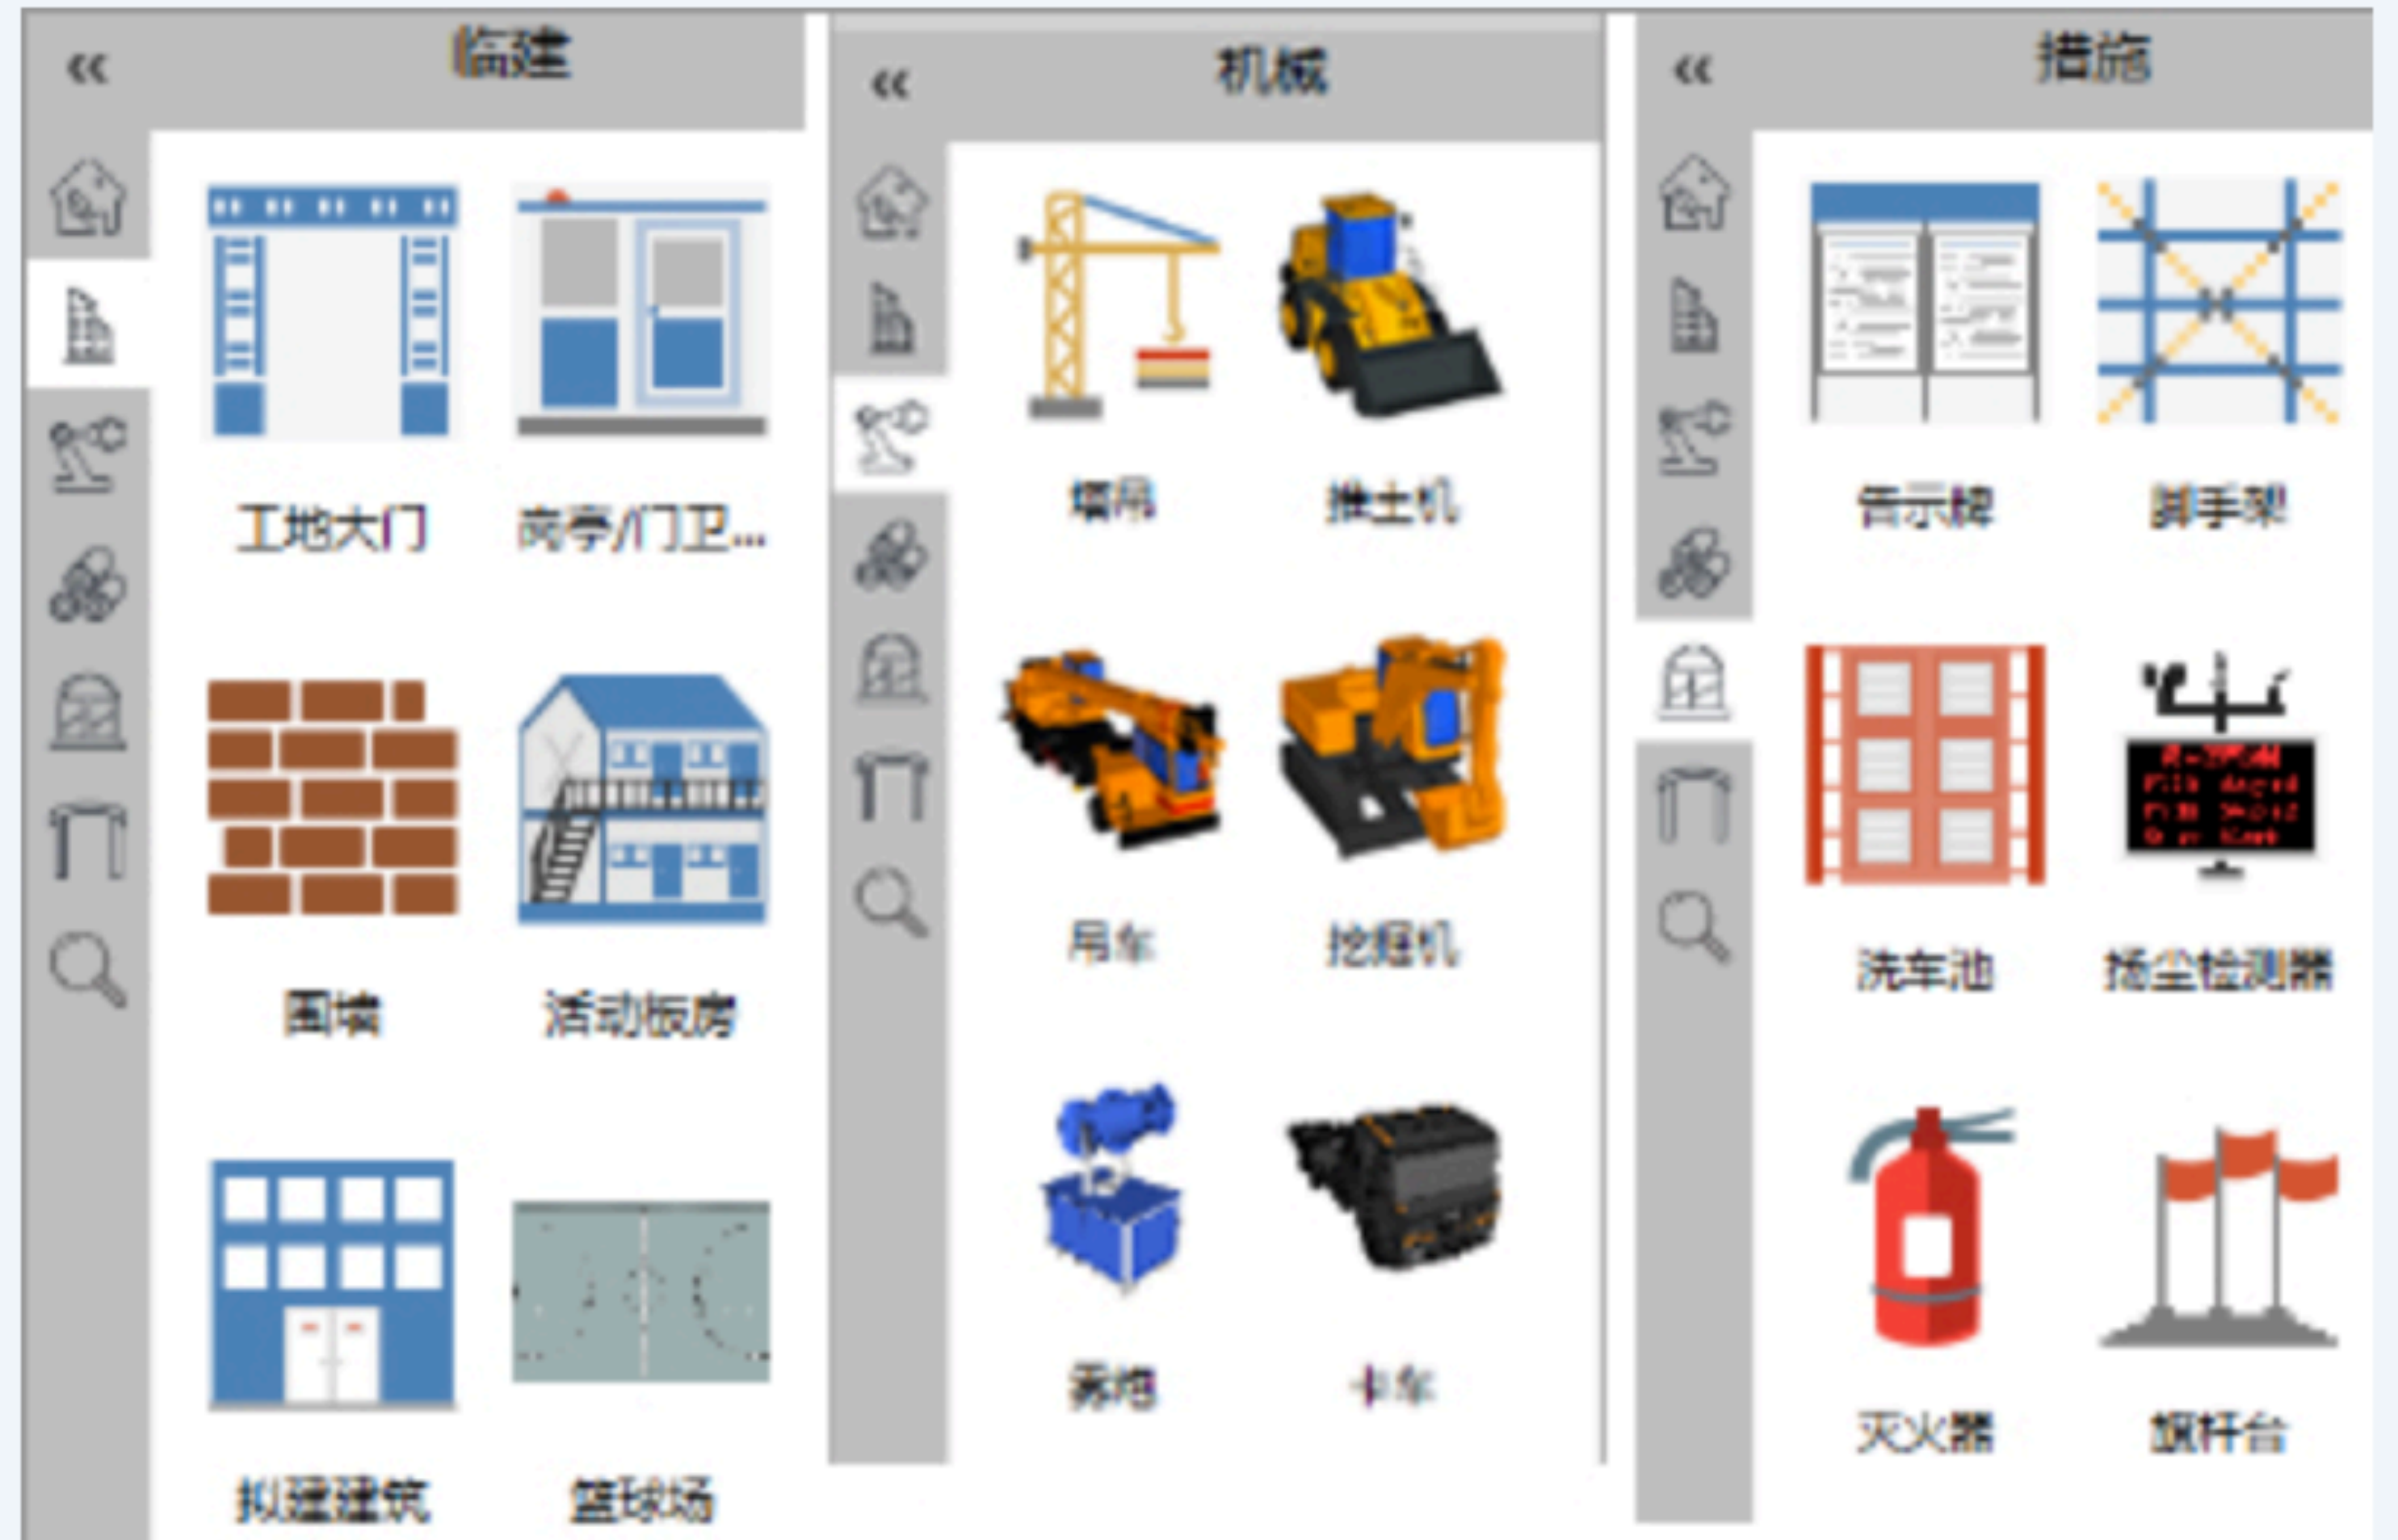 临建
工地大门
岗亭/门卫...
围墙
活动板房
拟建建筑
篮球场
机械
塔吊
推土机
吊车
挖掘机
雾炮
卡车
措施
告示牌
脚手架
洗车池
扬尘检测器
灭火器
旗杆台